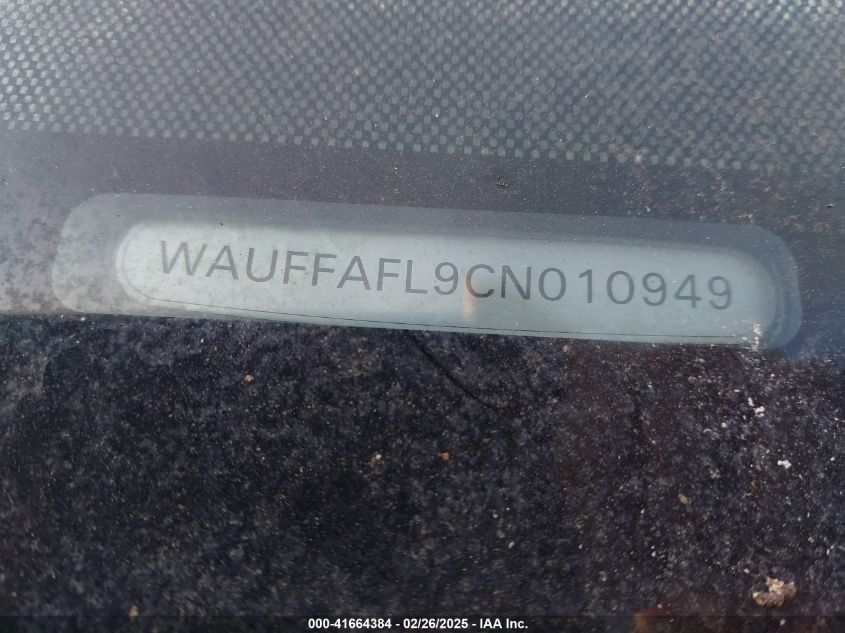 WAUFFAFL9CN010949
000-41664384 / 02/26/2025 - IAA Inc.